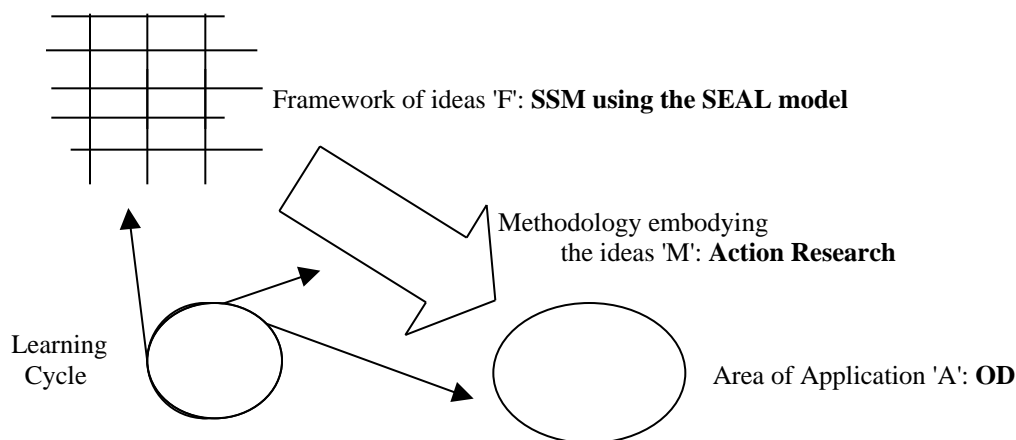 Framework of ideas 'F': SSM using the SEAL model
Methodology embodying
the ideas 'M': Action Research
Learning
Cycle
Area of Application 'A': OD